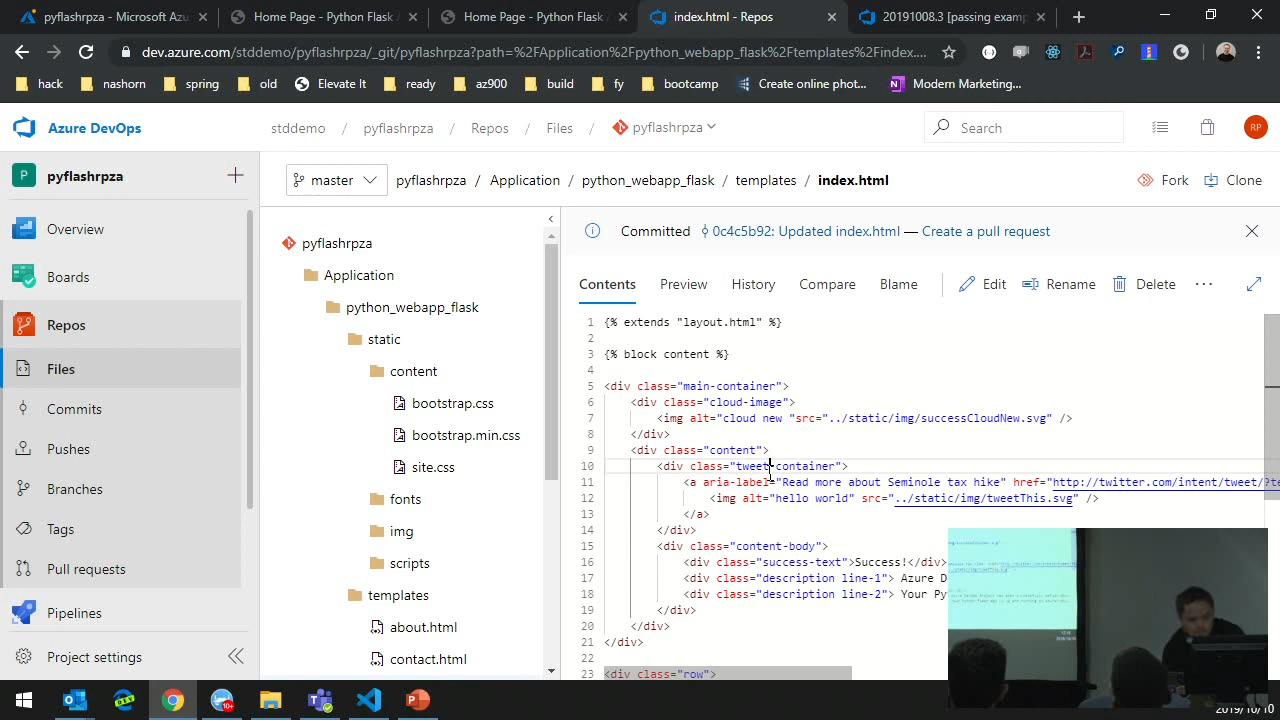 pyflashrpza - Microsoft Azu
Home Page - Python Flask A
Home Page - Python Flask A
index.html - Repos
20191008.3 [passing examp
dev.azure.com/stddemo/pyflashrpza/_git/pyflashrpza?path=%2FApplication%2Fpython_webapp_flask%2Ftemplates%2Findex....
hack
nashorn
spring
old
Elevate It
ready
az900
build
fy
bootcamp
Create online phot...
Modern Marketing...
Azure DevOps
stddemo / pyflashrpza / Repos / Files / pyflashrpza
Search
RP
P pyflashrpza
master
pyflashrpza / Application / python_webapp_flask / templates / index.html
Fork
Clone
Overview
Boards
Repos
Files
Commits
Pushes
Branches
Tags
Pull requests
Pipelines
Project settings
pyflashrpza
Application
python_webapp_flask
static
content
bootstrap.css
bootstrap.min.css
site.css
fonts
img
scripts
templates
about.html
contact.html
Committed 0c4c5b92: Updated index.html — Create a pull request
Contents Preview History Compare Blame Edit Rename Delete ...
1 {% extends "layout.html" %}
2
3 {% block content %}
4
5 <div class="main-container">
6 <div class="cloud-image">
7 <img alt="cloud new "src="../static/img/successCloudNew.svg" />
8 </div>
9 <div class="content">
10 <div class="tweet-container">
11 <a aria-label="Read more about Seminole tax hike" href="http://twitter.com/intent/tweet/?te
12 <img alt="hello world" src="../static/img/tweetThis.svg" />
13 </a>
14 </div>
15 <div class="content-body">
16 <div class="success-text">Success!</div>
17 <div class="description line-1"> Azure D
18 <div class="description line-2"> Your Py
19 </div>
20 </div>
21 </div>
22
23 <div class="row">
10+
2019/10/10